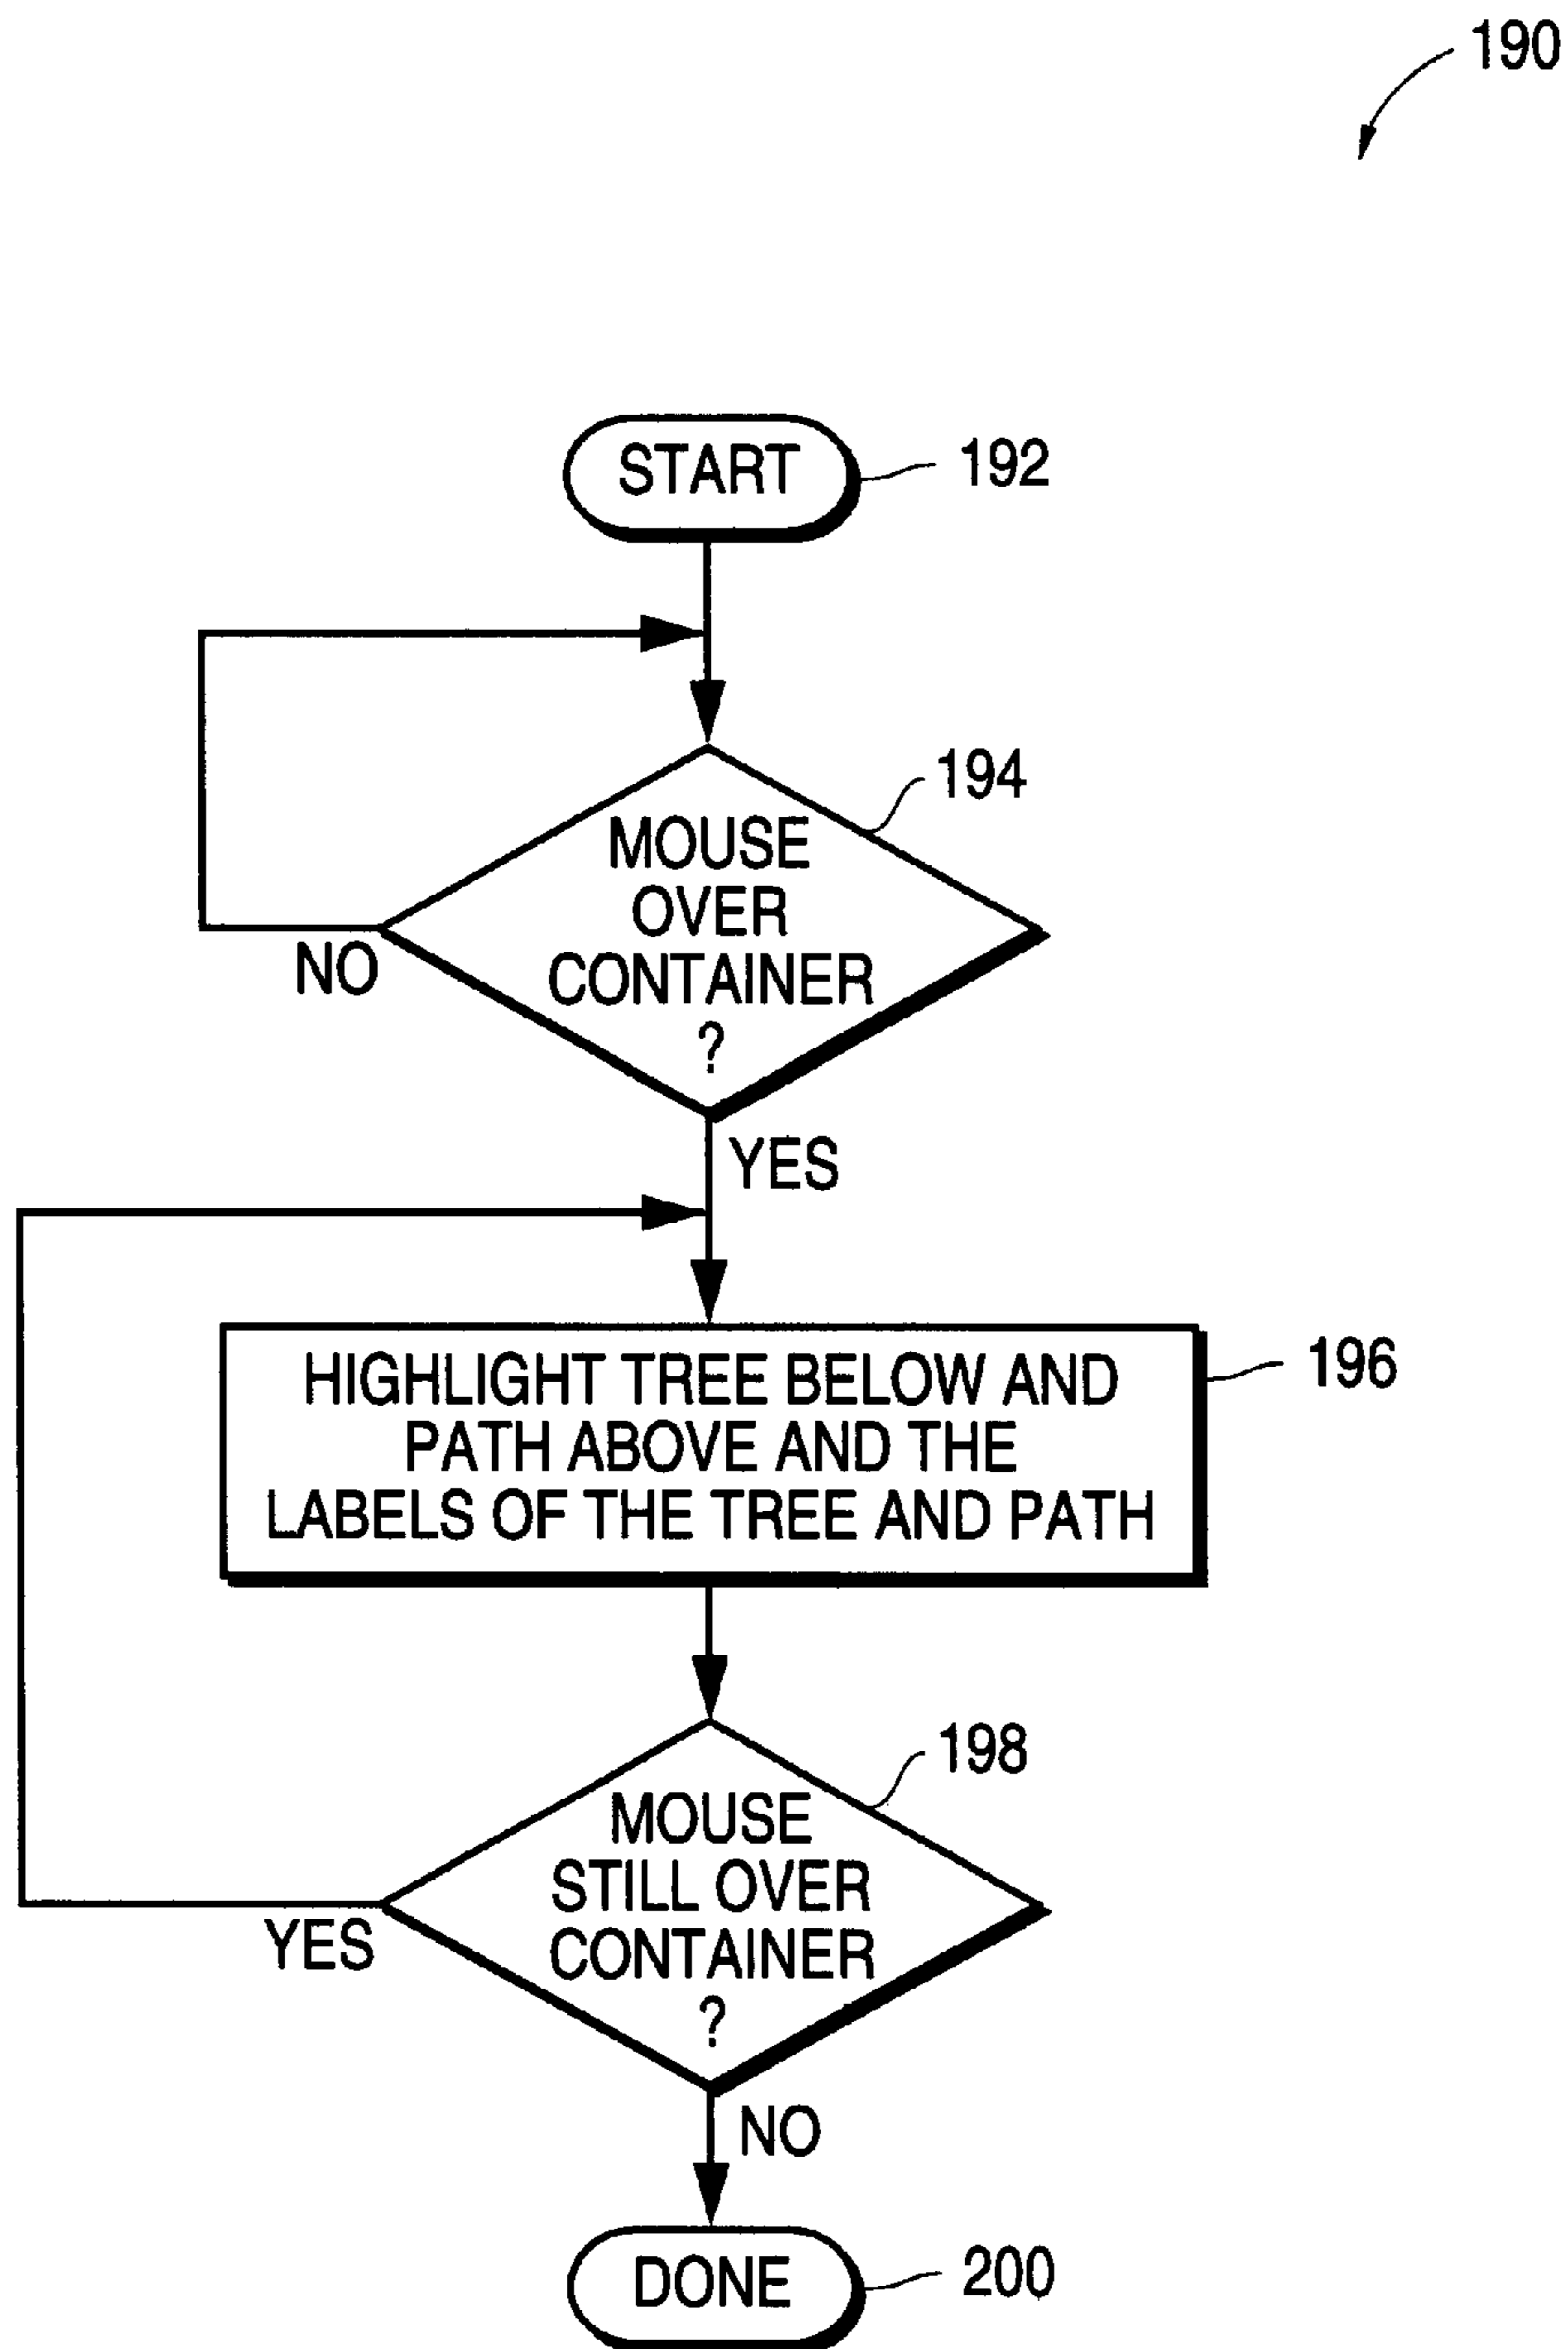 190
START
192
194
MOUSE
OVER
CONTAINER
?
NO
YES
HIGHLIGHT TREE BELOW AND
PATH ABOVE AND THE
LABELS OF THE TREE AND PATH
196
198
MOUSE
STILL OVER
CONTAINER
?
YES
NO
DONE
200